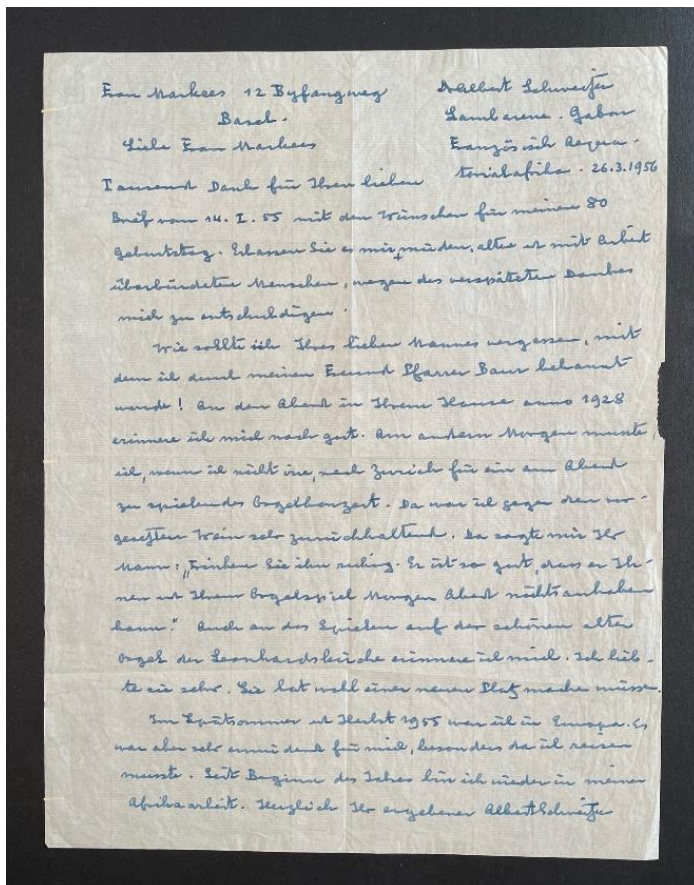 Frau Markees 12 Byfangweg
Dr Albert Schweitzer
Basel.
Lambarene. Gabon
Liebe Frau Markees
Französisch Aequa-
torialafrika. 26.3.1956
Tausend Dank für Ihren lieben
Brief vom 14. I. 55 mit den Wünschen für meinen 80
Geburtstag. Erlassen Sie es mir, müden, alten u mit Arbeit
überbürdeten Menschen, wegen des verspäteten Dankes
mich zu entschuldigen.
Wie sollte ich Ihres lieben Mannes vergessen, mit
dem ich durch meinen Freund Pfarrer Baur bekannt
wurde! An den Abend in Ihrem Hause anno 1928
erinnere ich mich noch gut. Am andern Morgen musste
ich, wenn ich nicht irre, nach Zürich für ein am Abend
zu spielendes Orgelkonzert. Da war ich gegen den vor-
gesetzten Wein sehr zurückhaltend. Da sagte mir Ihr
Mann: „Trinken Sie ihn ruhig. Er ist so gut, dass er Ih-
nen u Ihrem Orgelspiel Morgen Abend nichts anhaben
kann." Auch an das Spielen auf der schönen alten
Orgel der Leonhardskirche erinnere ich mich. Ich lieb-
te sie sehr. Sie hat wohl einer neuen Platz machen müssen.
Im Spätsommer u Herbst 1955 war ich in Europa. Es
war aber sehr ermüdend für mich, besonders da ich reisen
musste. Seit Beginn des Jahres bin ich wieder in meiner
Afrikaarbeit. Herzlich Ihr ergebener Albert Schweitzer